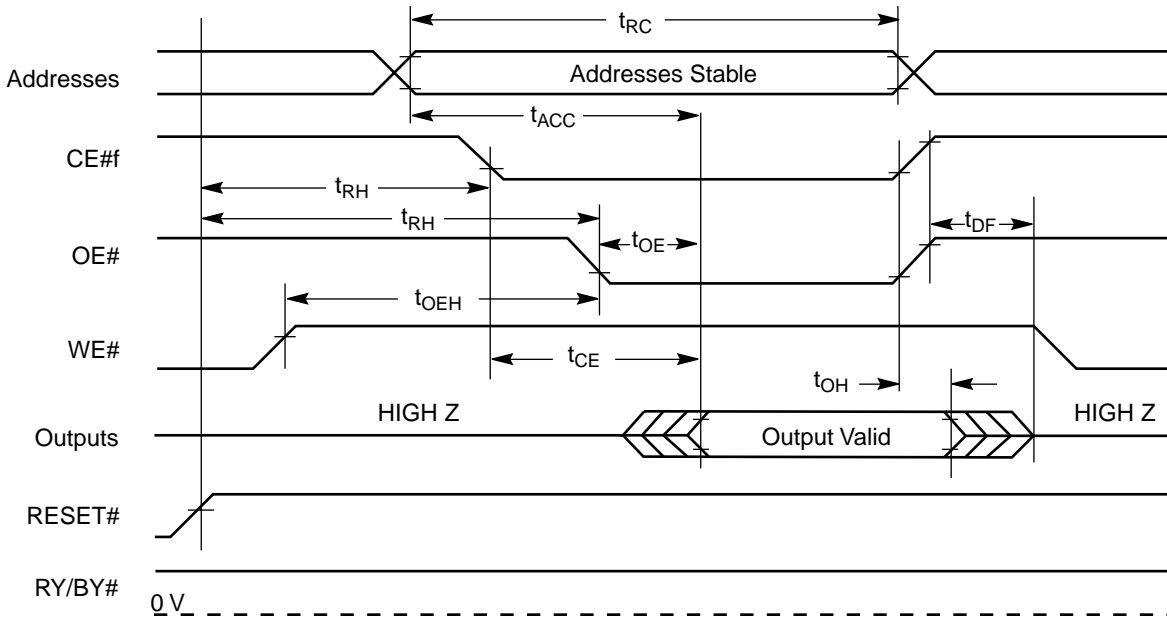 tRC
Addresses
Addresses Stable
tACC
CE#f
tRH
tRH
tDF
OE#
tOE
tOEH
WE#
tCE
tOH
HIGH Z
HIGH Z
Outputs
Output Valid
RESET#
RY/BY#
0 V